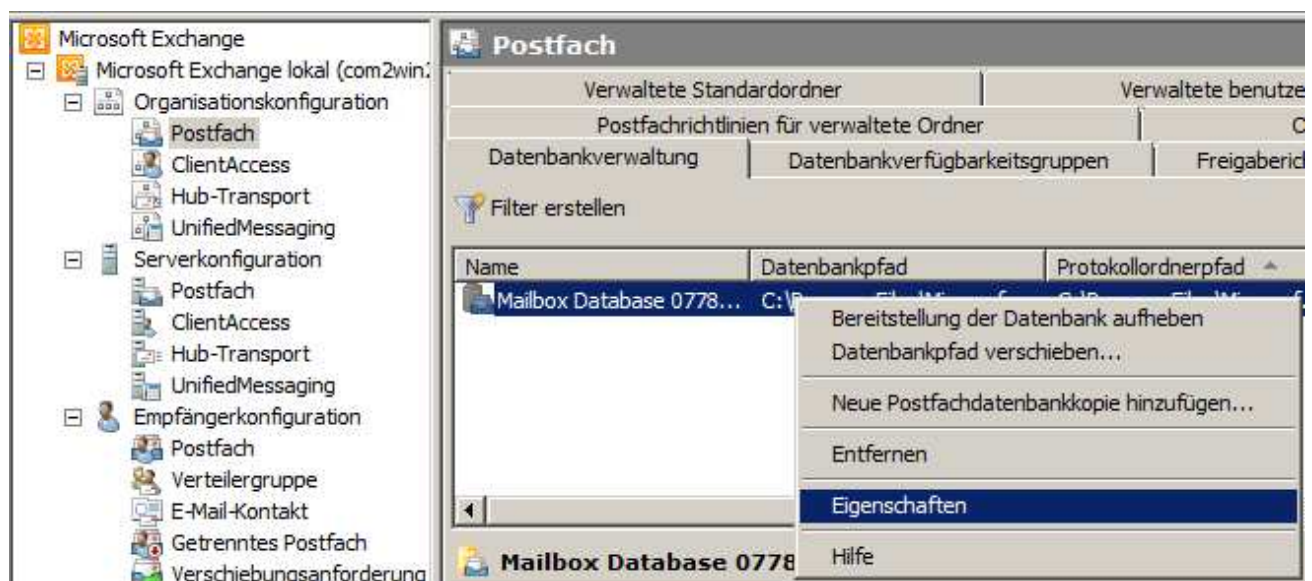 Microsoft Exchange
Microsoft Exchange lokal (com2win
Organisationskonfiguration
Postfach
ClientAccess
Hub-Transport
UnifiedMessaging
Serverkonfiguration
Postfach
ClientAccess
Hub-Transport
UnifiedMessaging
Empfängerkonfiguration
Postfach
Verteilergruppe
E-Mail-Kontakt
Getrenntes Postfach
Verschiebungsanforderung
Postfach
Verwaltete Standardordner Verwaltete benutze
Postfachrichtlinien für verwaltete Ordner
Datenbankverwaltung Datenbankverfügbarkeitsgruppen Freigaberic
Filter erstellen
Name Datenbankpfad Protokollordnerpfad
Mailbox Database 0778... C:\
Bereitstellung der Datenbank aufheben
Datenbankpfad verschieben...
Neue Postfachdatenbankkopie hinzufügen...
Entfernen
Eigenschaften
Hilfe
Mailbox Database 0778